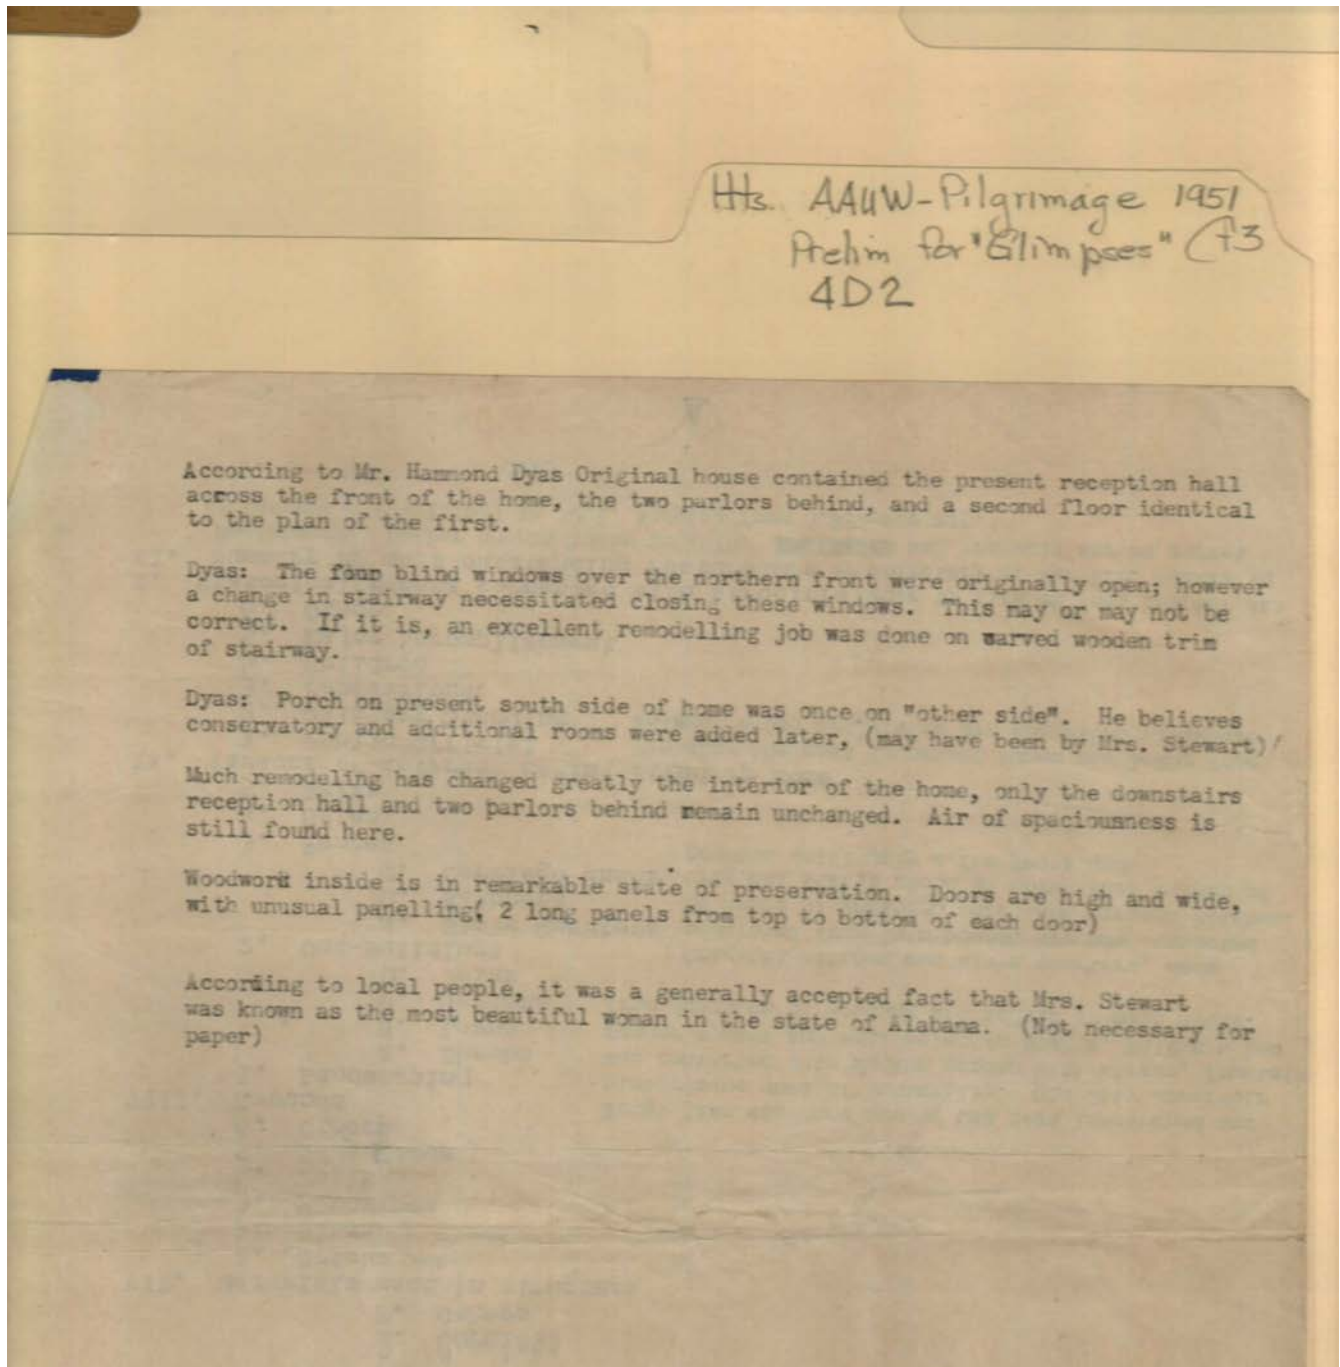 Hts. AAUW-Pilgrimage 1951
Prelim for "Glimpses" f3
4D2
According to Mr. Hammond Dyas Original house contained the present reception hall
across the front of the home, the two parlors behind, and a second floor identical
to the plan of the first.
Dyas: The four blind windows over the northern front were originally open; however
a change in stairway necessitated closing these windows. This may or may not be
correct. If it is, an excellent remodelling job was done on warved wooden trim
of stairway.
Dyas: Porch on present south side of home was once on "other side". He believes
conservatory and additional rooms were added later, (may have been by Mrs. Stewart)
Much remodeling has changed greatly the interior of the home, only the downstairs
reception hall and two parlors behind remain unchanged. Air of spaciousness is
still found here.
Woodwork inside is in remarkable state of preservation. Doors are high and wide,
with unusual panelling( 2 long panels from top to bottom of each door)
According to local people, it was a generally accepted fact that Mrs. Stewart
was known as the most beautiful woman in the state of Alabama. (Not necessary for
paper)